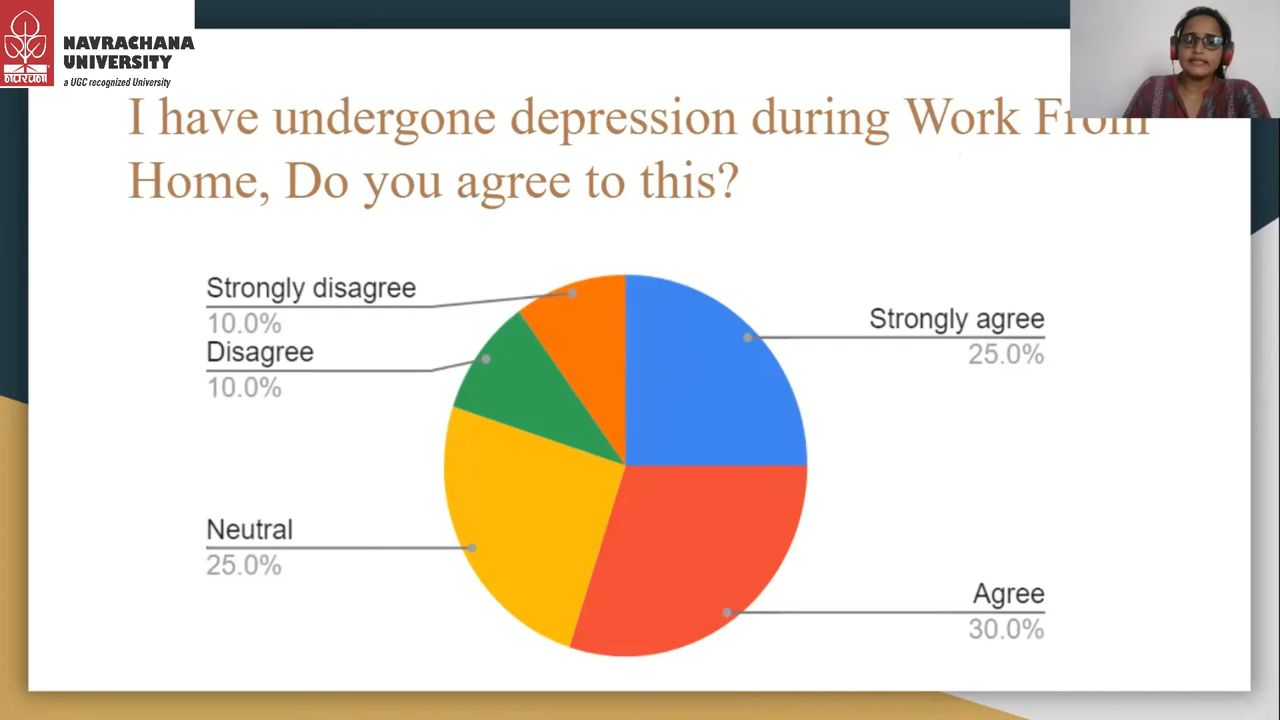 NAVRACHANA
UNIVERSITY
a UGC recognized University
નવરચના
I have undergone depression during Work From
Home, Do you agree to this?
Strongly disagree
10.0%
Disagree
10.0%
Neutral
25.0%
Strongly agree
25.0%
Agree
30.0%